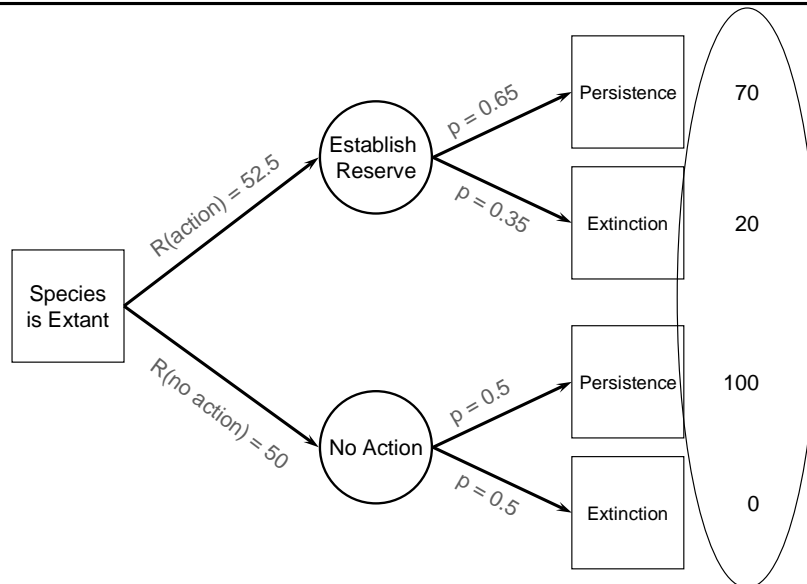 Species
is Extant
R(action) = 52.5
R(no action) = 50
Establish
Reserve
p = 0.65
p = 0.35
Persistence
70
Extinction
20
No Action
p = 0.5
p = 0.5
Persistence
100
Extinction
0